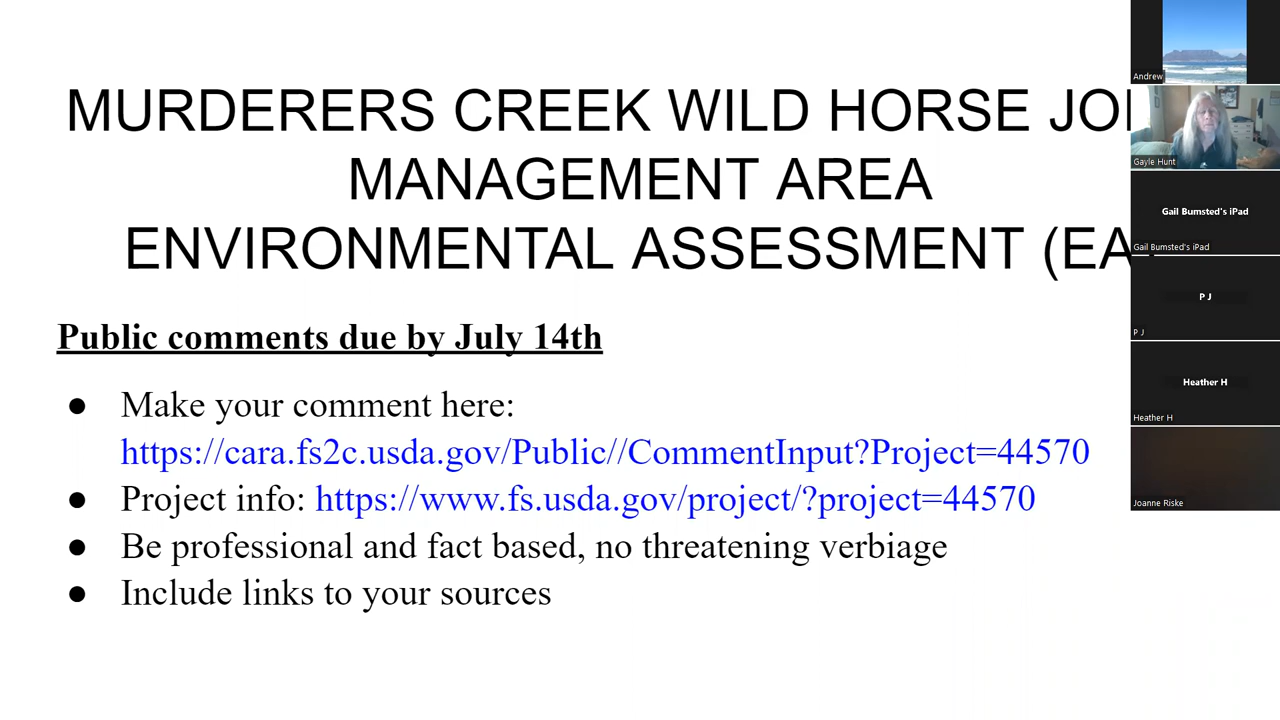 MURDERERS CREEK WILD HORSE
MANAGEMENT AREA
ENVIRONMENTAL ASSESSMENT (EA
Public comments due by July 14th
● Make your comment here:
https://cara.fs2c.usda.gov/Public//CommentInput?Project=44570
● Project info: https://www.fs.usda.gov/project/?project=44570
● Be professional and fact based, no threatening verbiage
● Include links to your sources
Andrew
Gayle Hunt
Gail Bumsted's iPad
Gail Bumsted's iPad
P J
P J
Heather H
Heather H
Joanne Riske